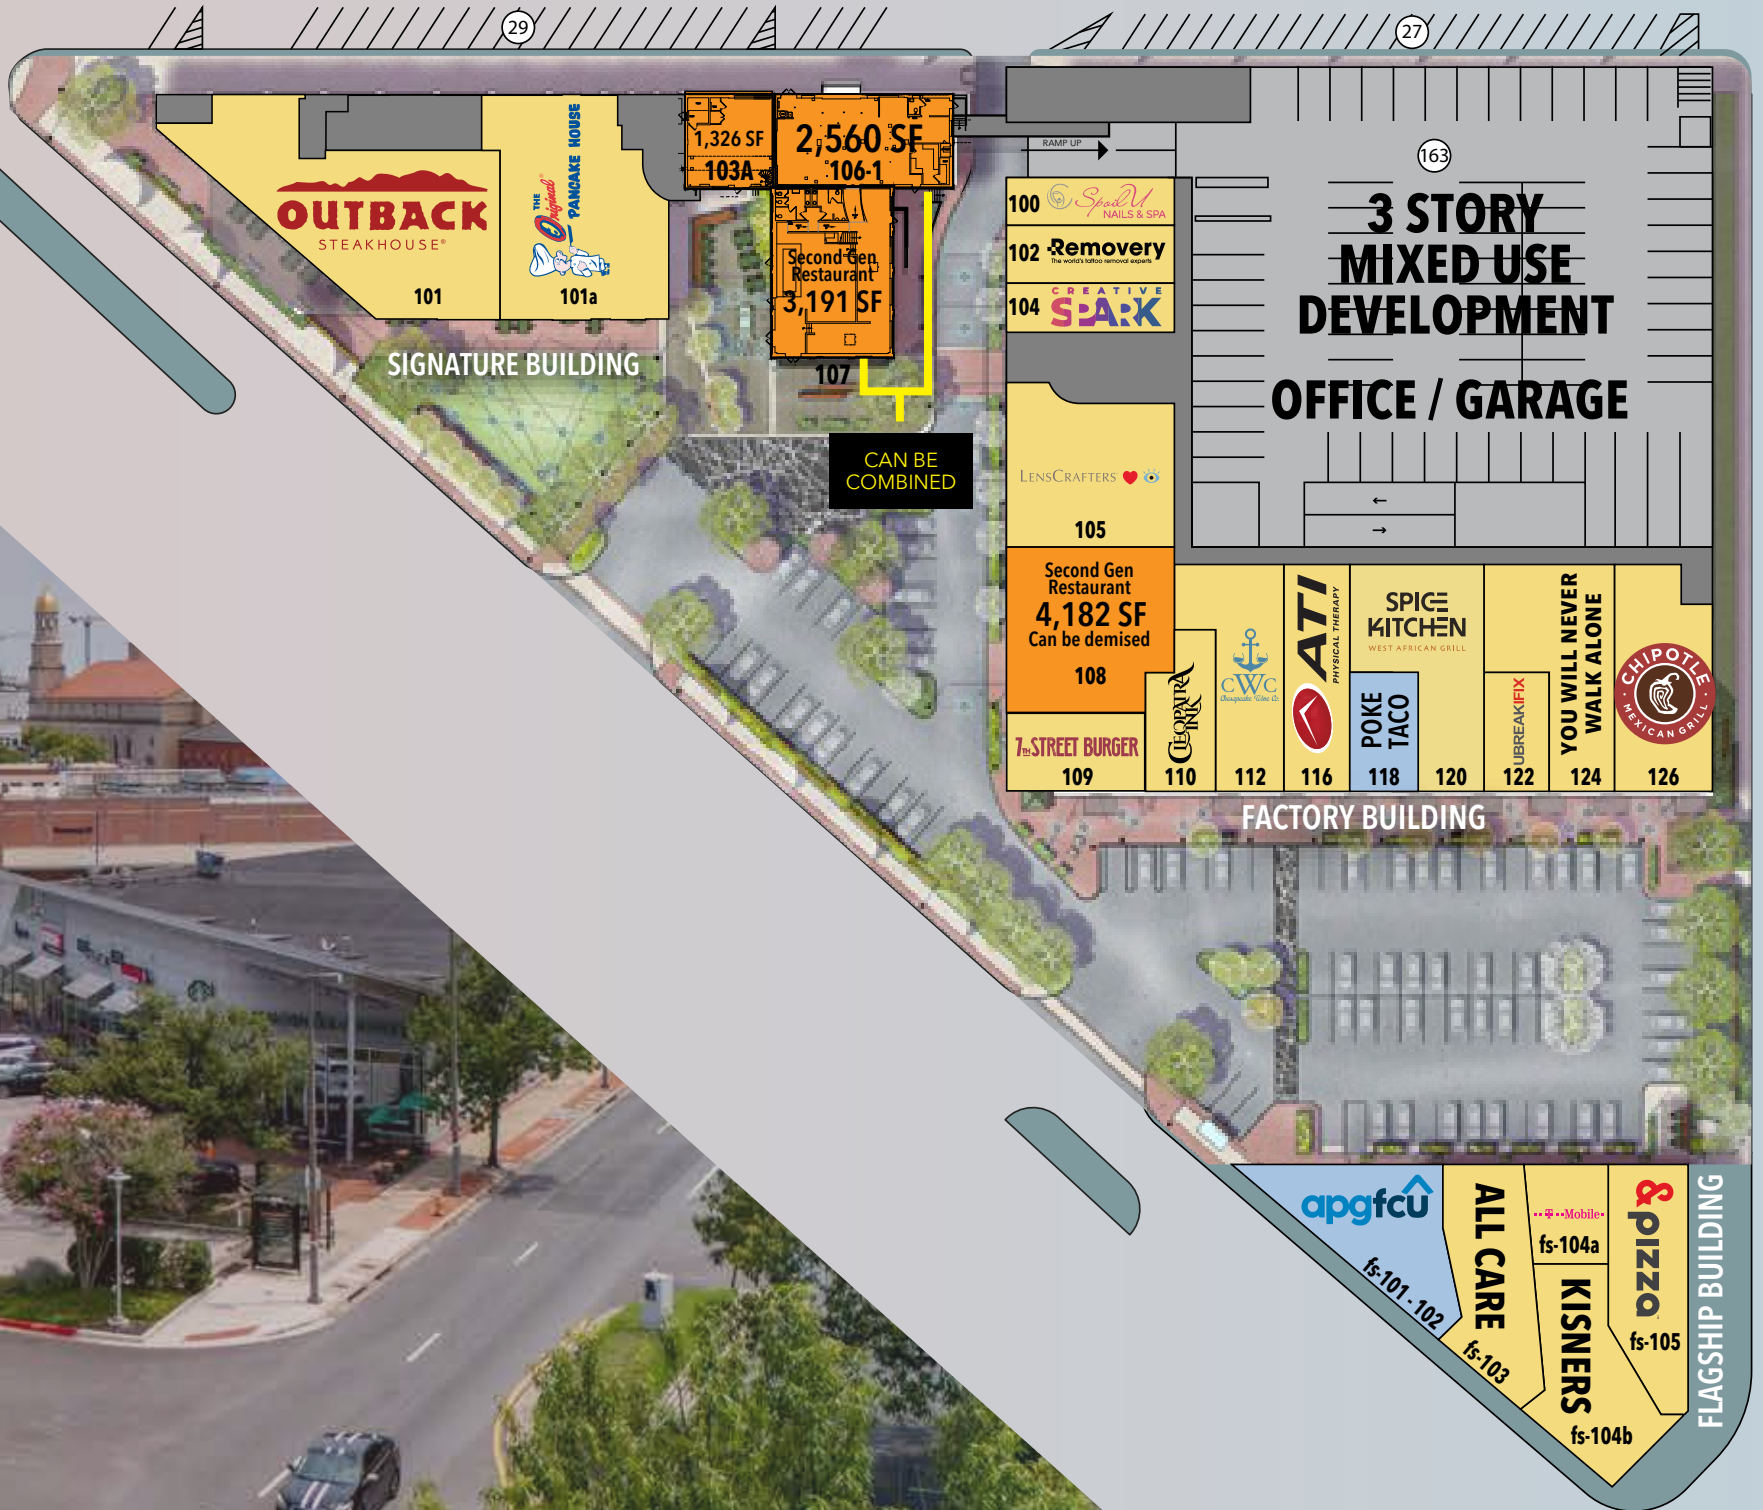 29
27
OUTBACK
STEAKHOUSE®
101
THE
Original®
PANCAKE HOUSE
101a
SIGNATURE BUILDING
1,326 SF
103A
2,560 SF
106-1
Second Gen
Restaurant
3,191 SF
107
CAN BE
COMBINED
RAMP UP
163
3 STORY
MIXED USE
DEVELOPMENT
OFFICE / GARAGE
100
Spoil U
NAILS & SPA
102
Removery
The world's tattoo removal experts
104
CREATIVE
SPARK
LENSCRAFTERS
105
Second Gen
Restaurant
4,182 SF
Can be demised
108
7TH STREET BURGER
109
CLEOPATRA
INK
110
CWC
Chesapeake Wine Co.
112
ATI
PHYSICAL THERAPY
116
POKE
TACO
118
SPICE
KITCHEN
WEST AFRICAN GRILL
120
UBREAKIFIX
122
YOU WILL NEVER
WALK ALONE
124
CHIPOTLE
MEXICAN GRILL
126
FACTORY BUILDING
apgfcu
fs-101 - 102
ALL CARE
fs-103
T-Mobile
fs-104a
KISNERS
fs-104b
&pizza
fs-105
FLAGSHIP BUILDING